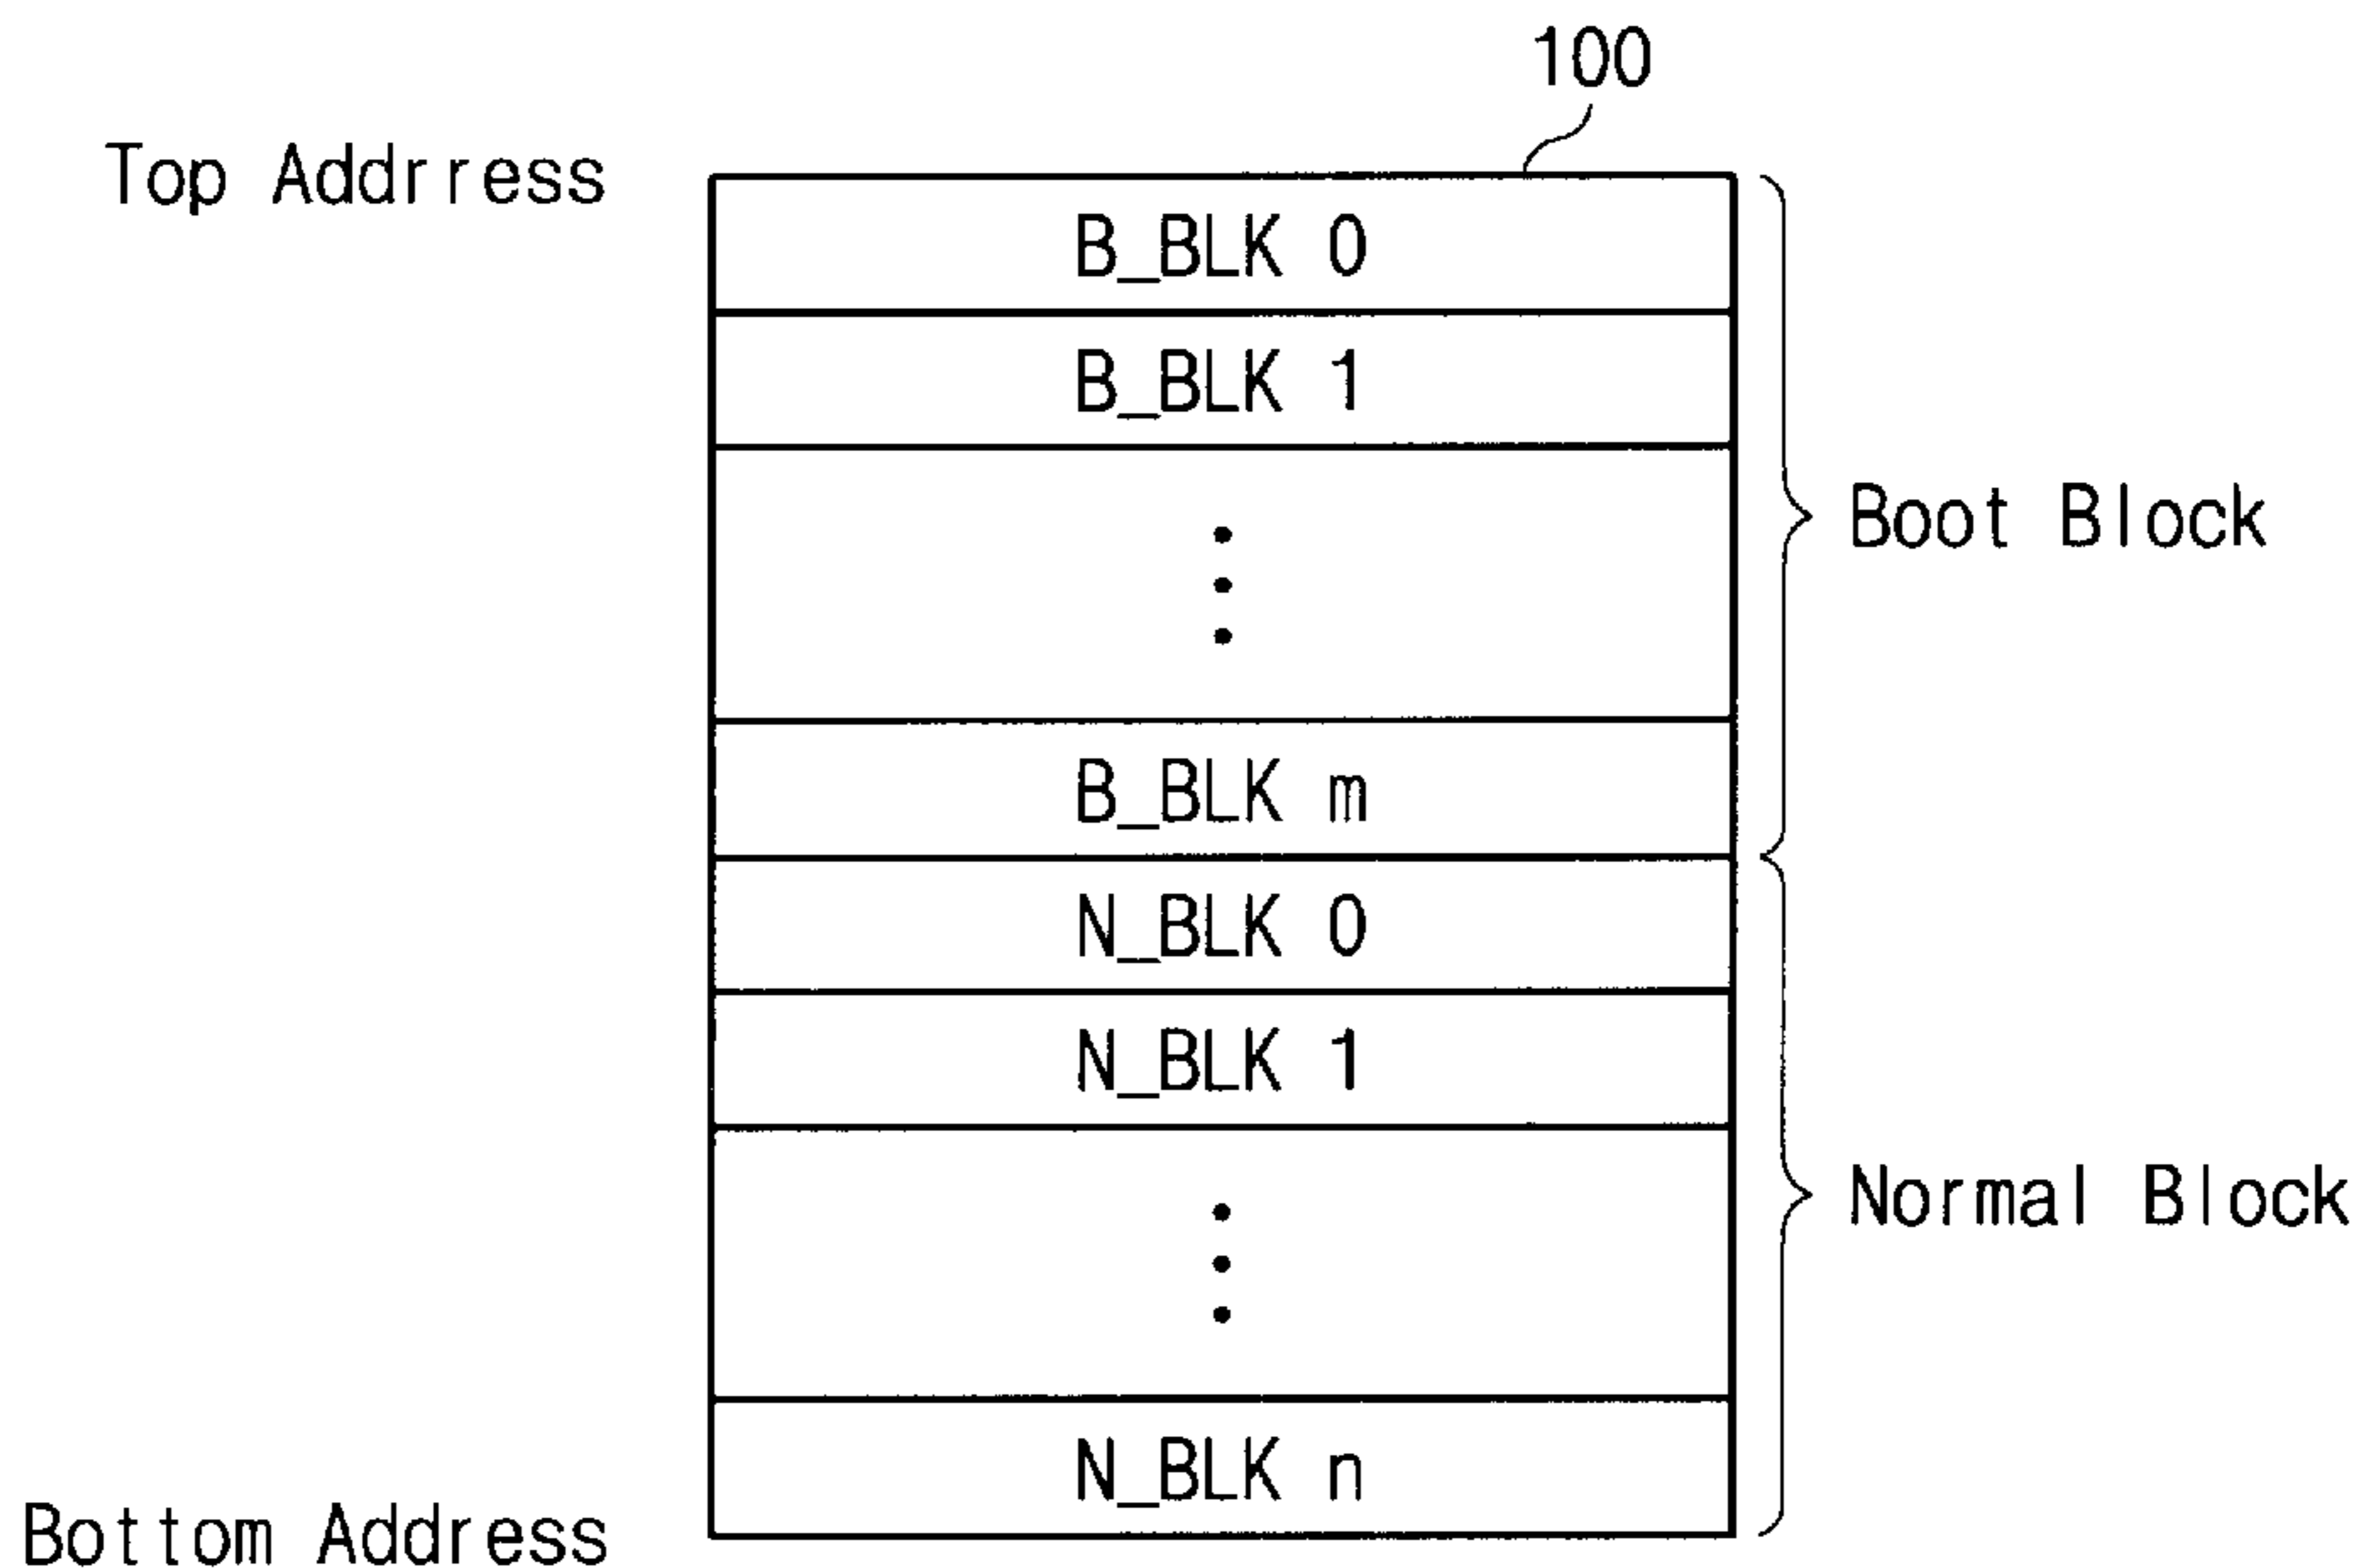 100
Top Addrress
B_BLK 0
B_BLK 1
Boot Block
B_BLK m
N_BLK 0
N_BLK 1
Normal Block
N_BLK n
Bottom Address